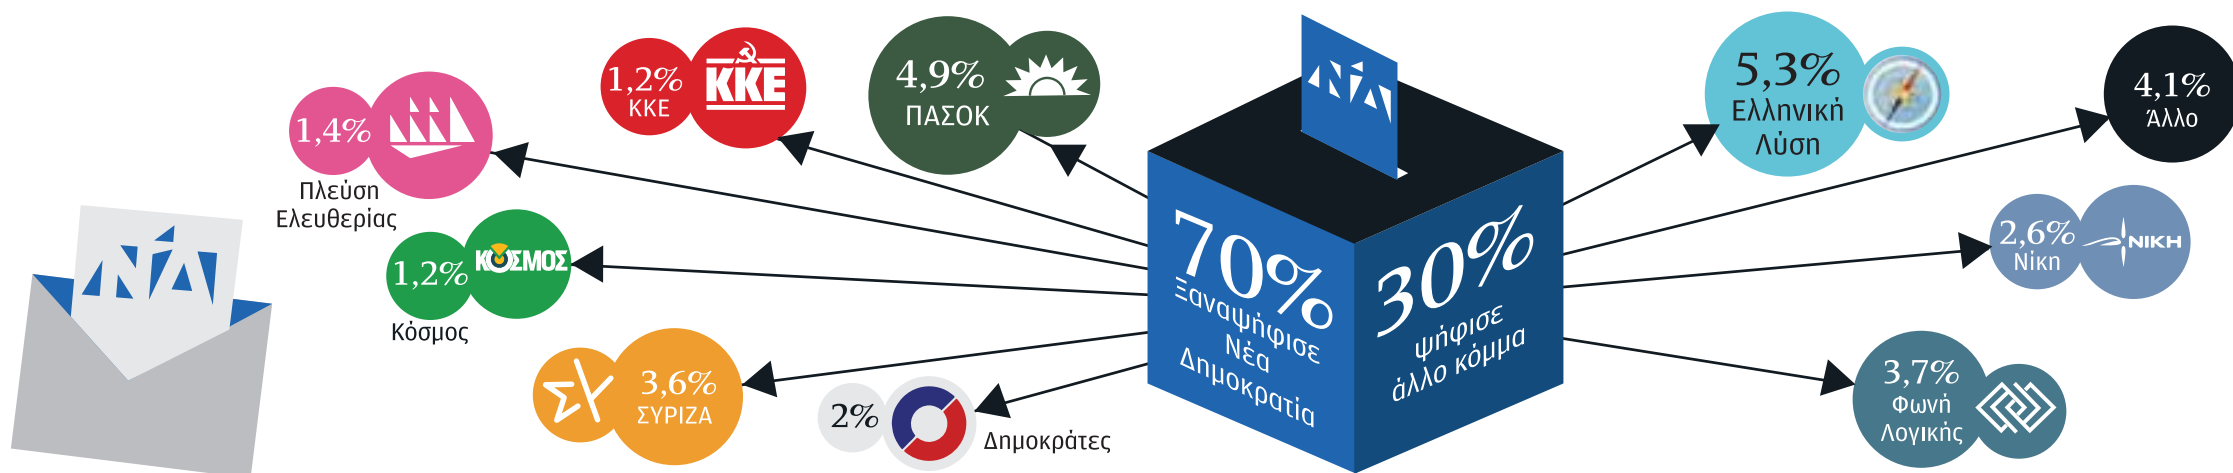 ΝΔ
1,4%
Πλεύση
Ελευθερίας
1,2%
ΚΚΕ
ΚΚΕ
4,9%
ΠΑΣΟΚ
1,2%
ΚΟΣΜΟΣ
Κόσμος
ΣΥ
3,6%
ΣΥΡΙΖΑ
2%
Δημοκράτες
ΝΔ
70%
Ξαναψήφισε
Νέα
Δημοκρατία
30%
ψήφισε
άλλο κόμμα
5,3%
Ελληνική
Λύση
4,1%
Άλλο
2,6%
Νίκη
ΝΙΚΗ
3,7%
Φωνή
Λογικής